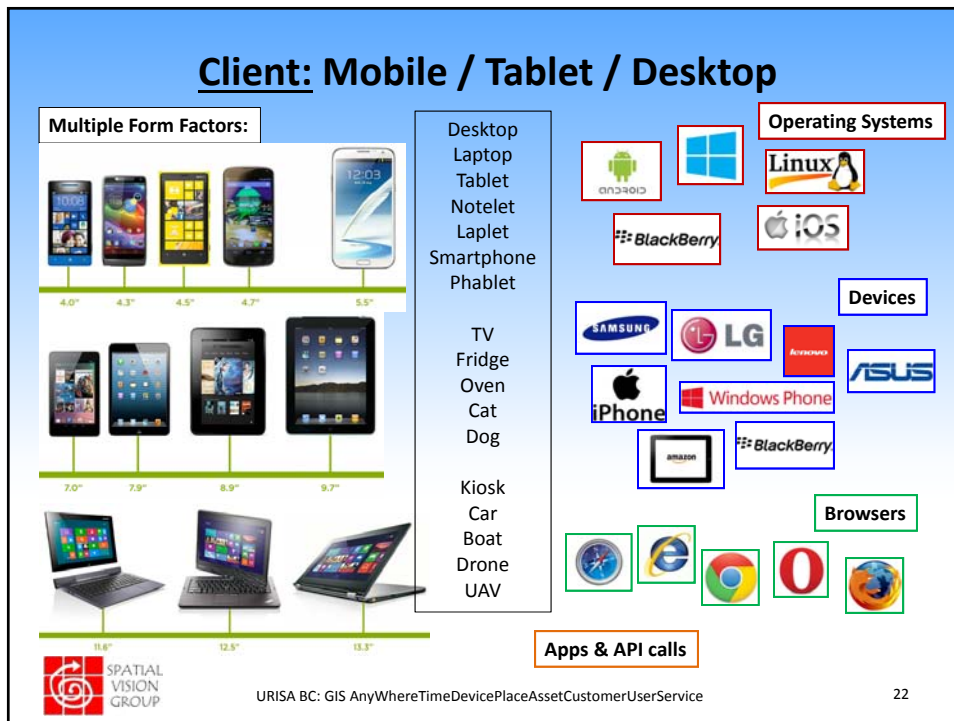 Client: Mobile / Tablet / Desktop
Multiple Form Factors:
12:03
4.0"
4.3"
4.5"
4.7"
5.5"
7.0"
7.9"
8.9"
9.7"
11.6"
12.5"
13.3"
Desktop
Laptop
Tablet
Notelet
Laplet
Smartphone
Phablet
TV
Fridge
Oven
Cat
Dog
Kiosk
Car
Boat
Drone
UAV
Operating Systems
ANDROID
Linux
BlackBerry
iOS
Devices
SAMSUNG
LG
lenovo
ASUS
iPhone
Windows Phone
amazon
BlackBerry
Browsers
Apps & API calls
SPATIAL
VISION
GROUP
URISA BC: GIS AnyWhereTimeDevicePlaceAssetCustomerUserService
22